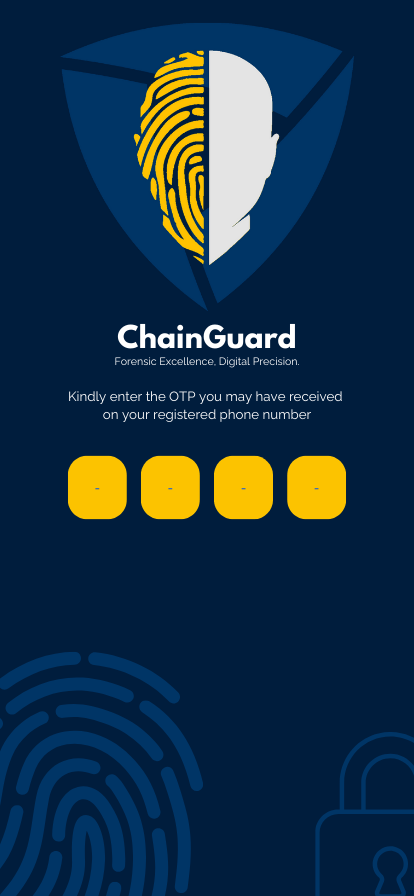 ChainGuard
Forensic Excellence, Digital Precision.
Kindly enter the OTP you may have received
on your registered phone number
- - - -